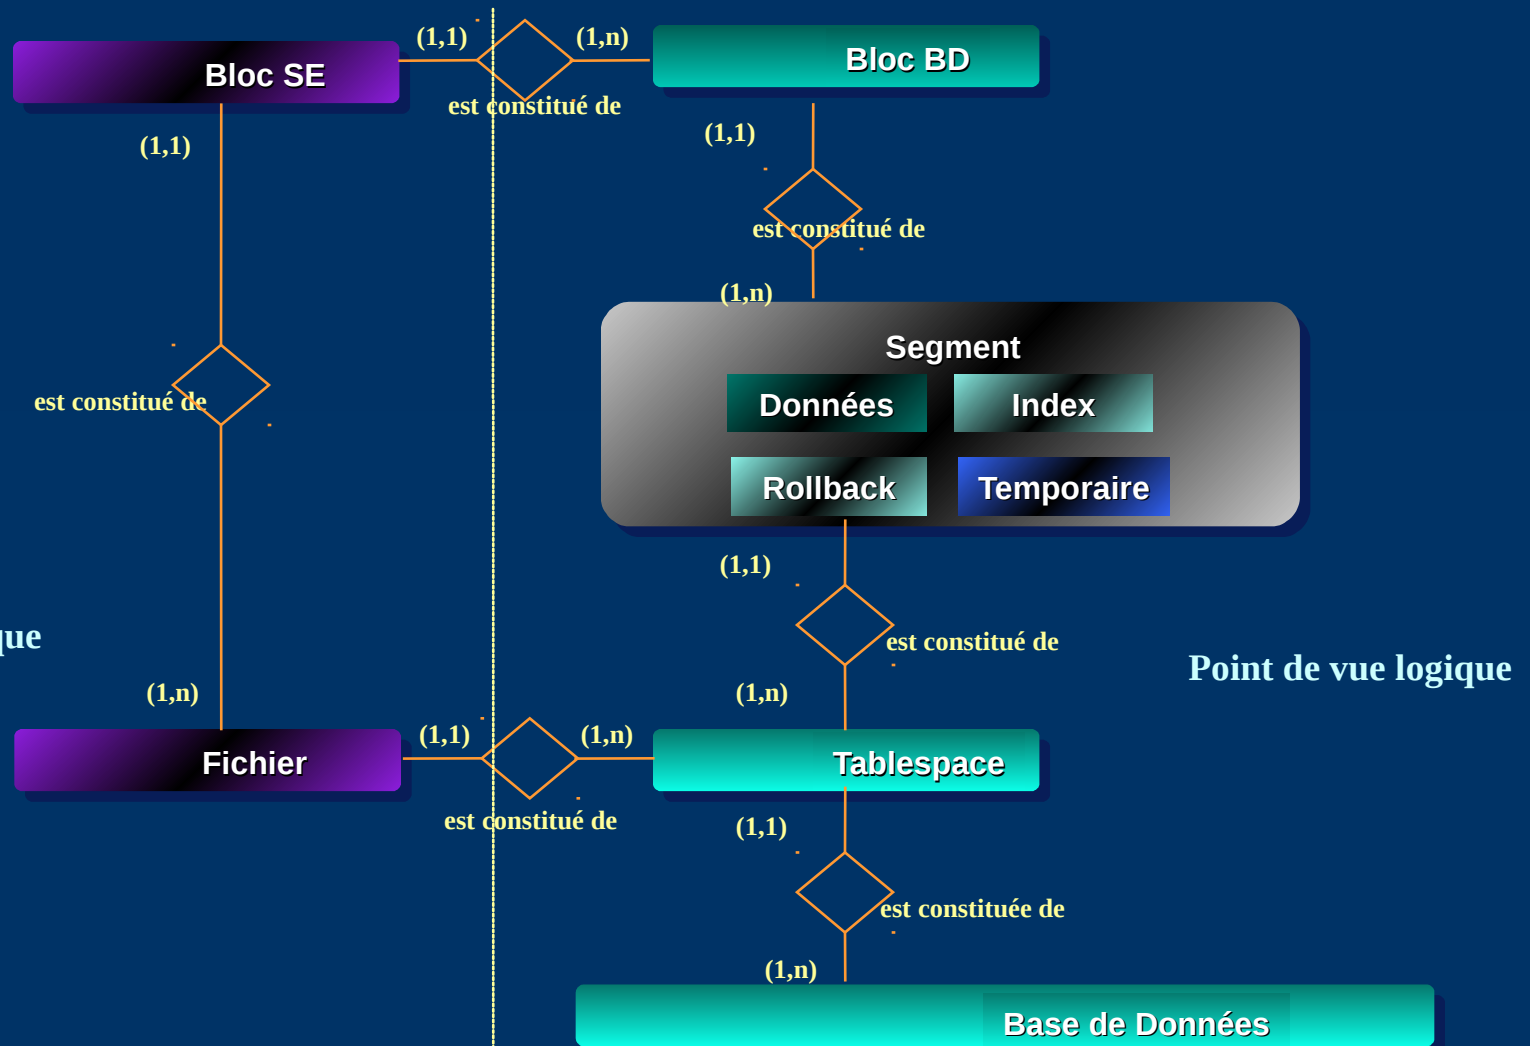 (1,1)
(1,n)
Bloc SE
Bloc BD
est constitué de
(1,1)
(1,1)
est constitué de
(1,n)
Segment
Données
Index
est constitué de
Rollback
Temporaire
(1,1)
est constitué de
que
Point de vue logique
(1,n)
(1,n)
(1,1)
(1,n)
Fichier
Tablespace
est constitué de
(1,1)
est constituée de
(1,n)
Base de Données